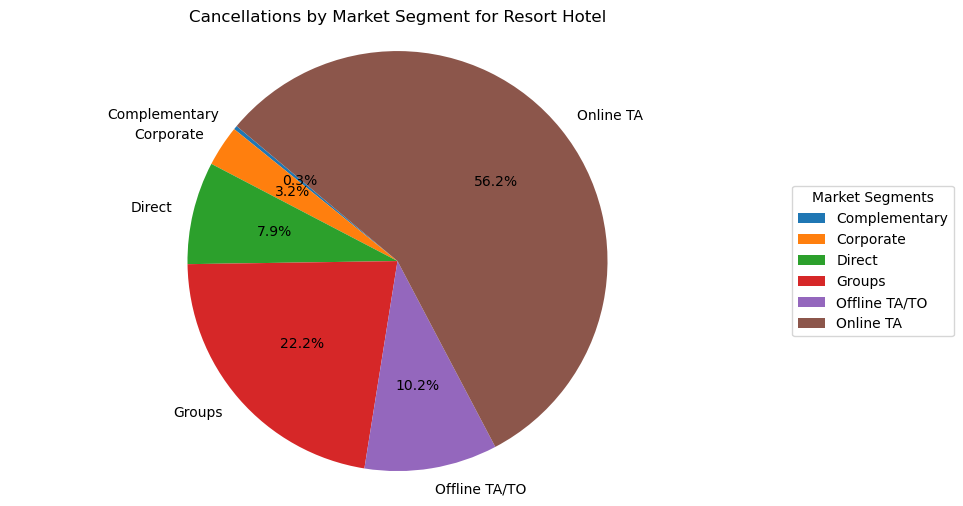 Cancellations by Market Segment for Resort Hotel
Complementary
Corporate
Direct
Groups
Offline TA/TO
Online TA
0.3%
3.2%
7.9%
22.2%
10.2%
56.2%
Market Segments
Complementary
Corporate
Direct
Groups
Offline TA/TO
Online TA